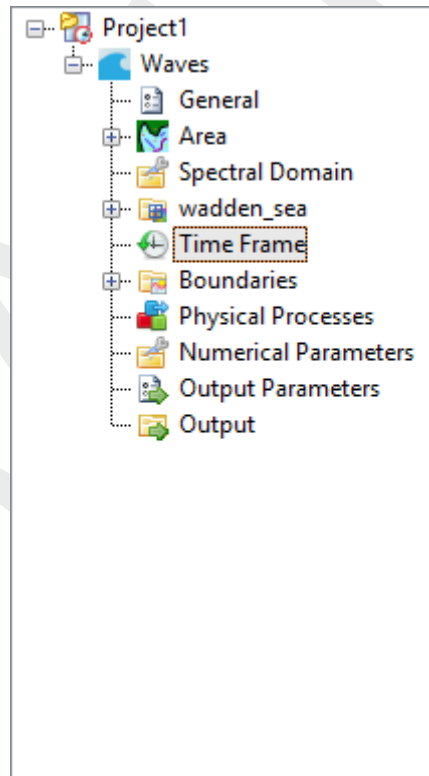 Project1
Waves
General
Area
Spectral Domain
wadden_sea
Time Frame
Boundaries
Physical Processes
Numerical Parameters
Output Parameters
Output